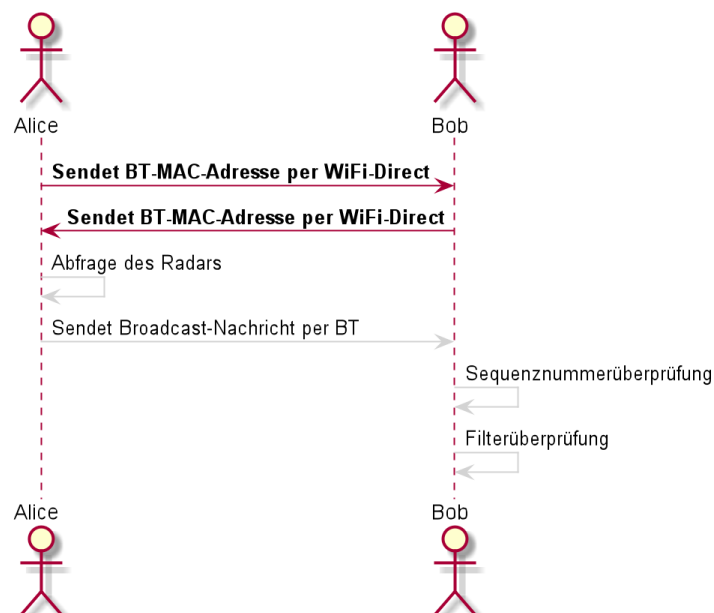 Alice
Bob
Sendet BT-MAC-Adresse per WiFi-Direct
Sendet BT-MAC-Adresse per WiFi-Direct
Abfrage des Radars
Sendet Broadcast-Nachricht per BT
Sequenznummerüberprüfung
Filterüberprüfung
Alice
Bob